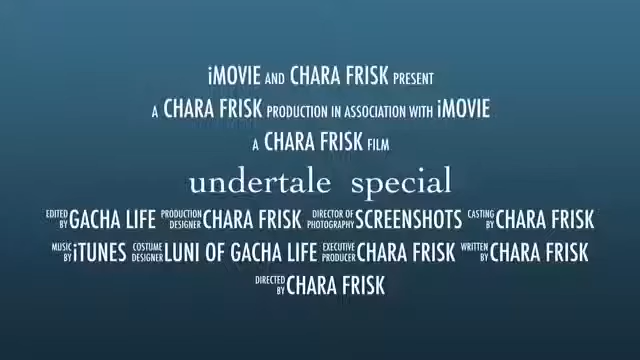 iMOVIE AND CHARA FRISK PRESENT
A CHARA FRISK PRODUCTION IN ASSOCIATION WITH iMOVIE
A CHARA FRISK FILM
undertale special
EDITED BY GACHA LIFE PRODUCTION DESIGNER CHARA FRISK DIRECTOR OF PHOTOGRAPHY SCREENSHOTS CASTING BY CHARA FRISK
MUSIC BY iTUNES COSTUME DESIGNER LUNI OF GACHA LIFE EXECUTIVE PRODUCER CHARA FRISK WRITTEN BY CHARA FRISK
DIRECTED BY CHARA FRISK